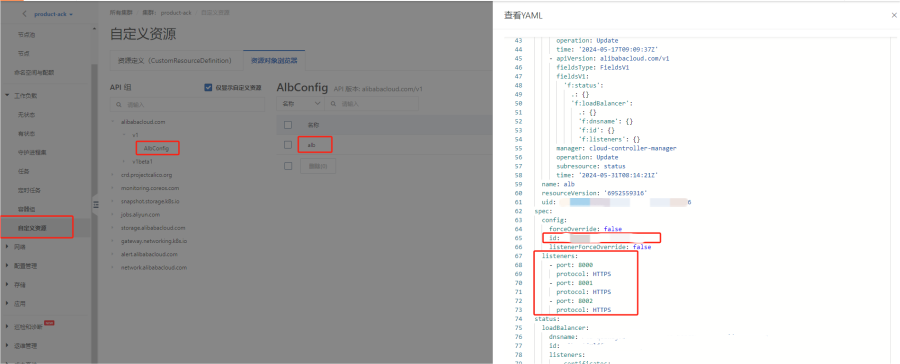 product-ack
节点池
节点
命名空间与配额
工作负载
无状态
有状态
守护进程集
任务
定时任务
容器组
自定义资源
网络
配置管理
存储
应用
巡检和诊断
运维管理
所有集群 / 集群: product-ack / 自定义资源
自定义资源
资源定义（CustomResourceDefinition）
资源对象浏览器
API 组
仅显示自定义资源
请输入
alibabacloud.com
v1
AlbConfig
v1beta1
crd.projectcalico.org
monitoring.coreos.com
snapshot.storage.k8s.io
jobs.aliyun.com
storage.alibabacloud.com
gateway.networking.k8s.io
alert.alibabacloud.com
network.alibabacloud.com
AlbConfig API 版本: alibabacloud.com/v1
名称
请输入
名称
alb
查看YAML
43 operation: Update
44 time: '2024-05-17T09:09:37Z'
45 - apiVersion: alibabacloud.com/v1
46 fieldsType: FieldsV1
47 fieldsV1:
48 'f:status':
49 .: {}
50 'f:loadBalancer':
51 .: {}
52 'f:dnsname': {}
53 'f:id': {}
54 'f:listeners': {}
55 manager: cloud-controller-manager
56 operation: Update
57 subresource: status
58 time: '2024-05-31T08:14:21Z'
59 name: alb
60 resourceVersion: '6952559316'
61 uid:
62 spec:
63 config:
64 forceOverride: false
65 id:
66 listenerForceOverride: false
67 listeners:
68 - port: 8000
69 protocol: HTTPS
70 - port: 8001
71 protocol: HTTPS
72 - port: 8002
73 protocol: HTTPS
74 status:
75 loadBalancer:
76 dnsname:
77 id:
78 listeners:
79 - certificates: